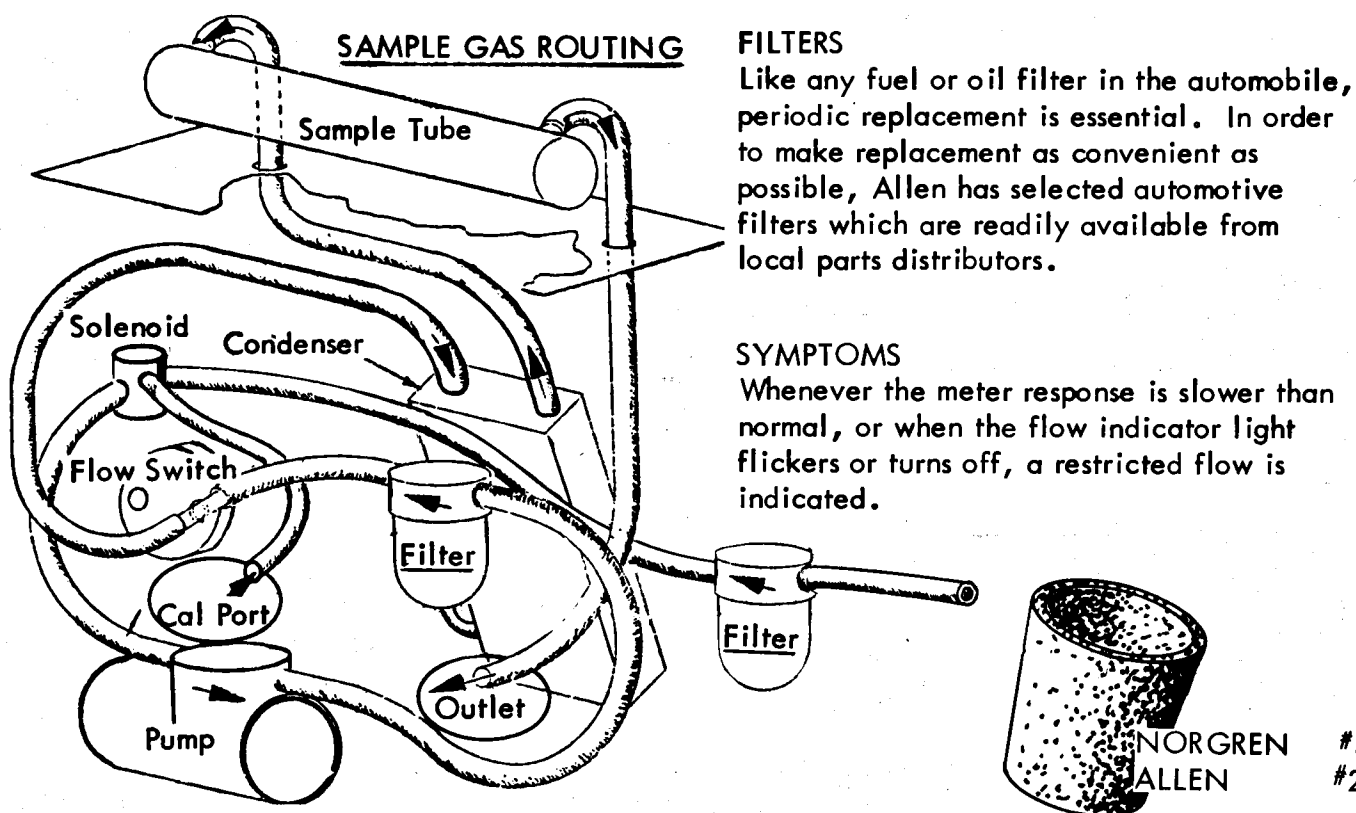 SAMPLE GAS ROUTING
Sample Tube
Solenoid
Condenser
Flow Switch
Filter
Cal Port
Filter
Outlet
Pump
FILTERS
Like any fuel or oil filter in the automobile,
periodic replacement is essential. In order
to make replacement as convenient as
possible, Allen has selected automotive
filters which are readily available from
local parts distributors.
SYMPTOMS
Whenever the meter response is slower than
normal, or when the flow indicator light
flickers or turns off, a restricted flow is
indicated.
NORGREN #
ALLEN #2